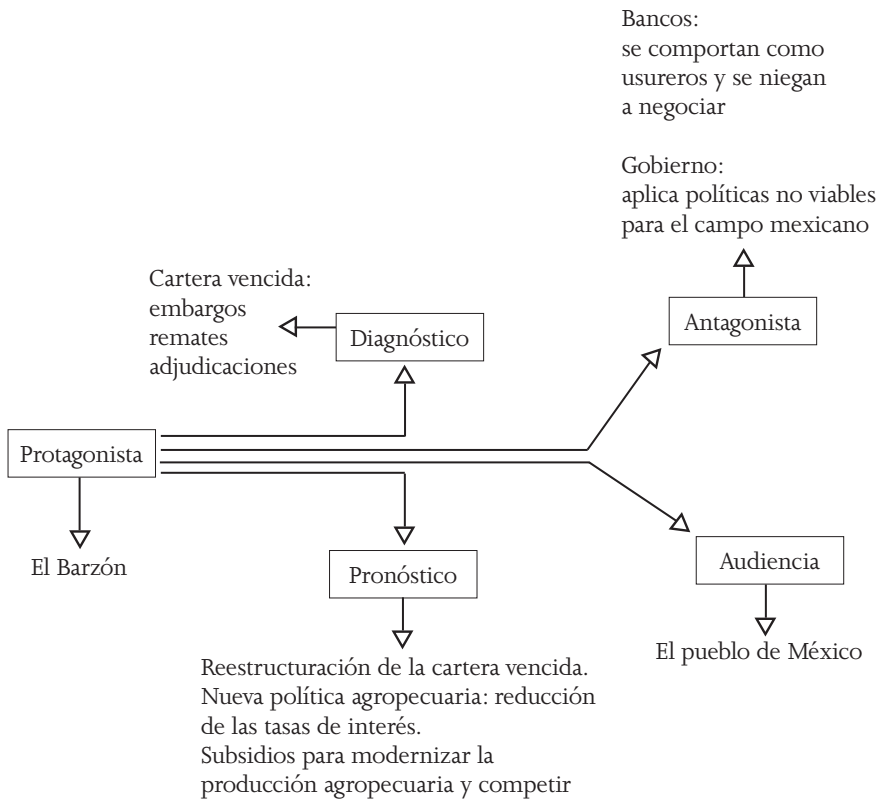 Bancos:
se comportan como
usureros y se niegan
a negociar
Gobierno:
aplica políticas no viables
para el campo mexicano
Cartera vencida:
embargos
remates
adjudicaciones
Diagnóstico
Antagonista
Protagonista
El Barzón
Pronóstico
Audiencia
El pueblo de México
Reestructuración de la cartera vencida.
Nueva política agropecuaria: reducción
de las tasas de interés.
Subsidios para modernizar la
producción agropecuaria y competir